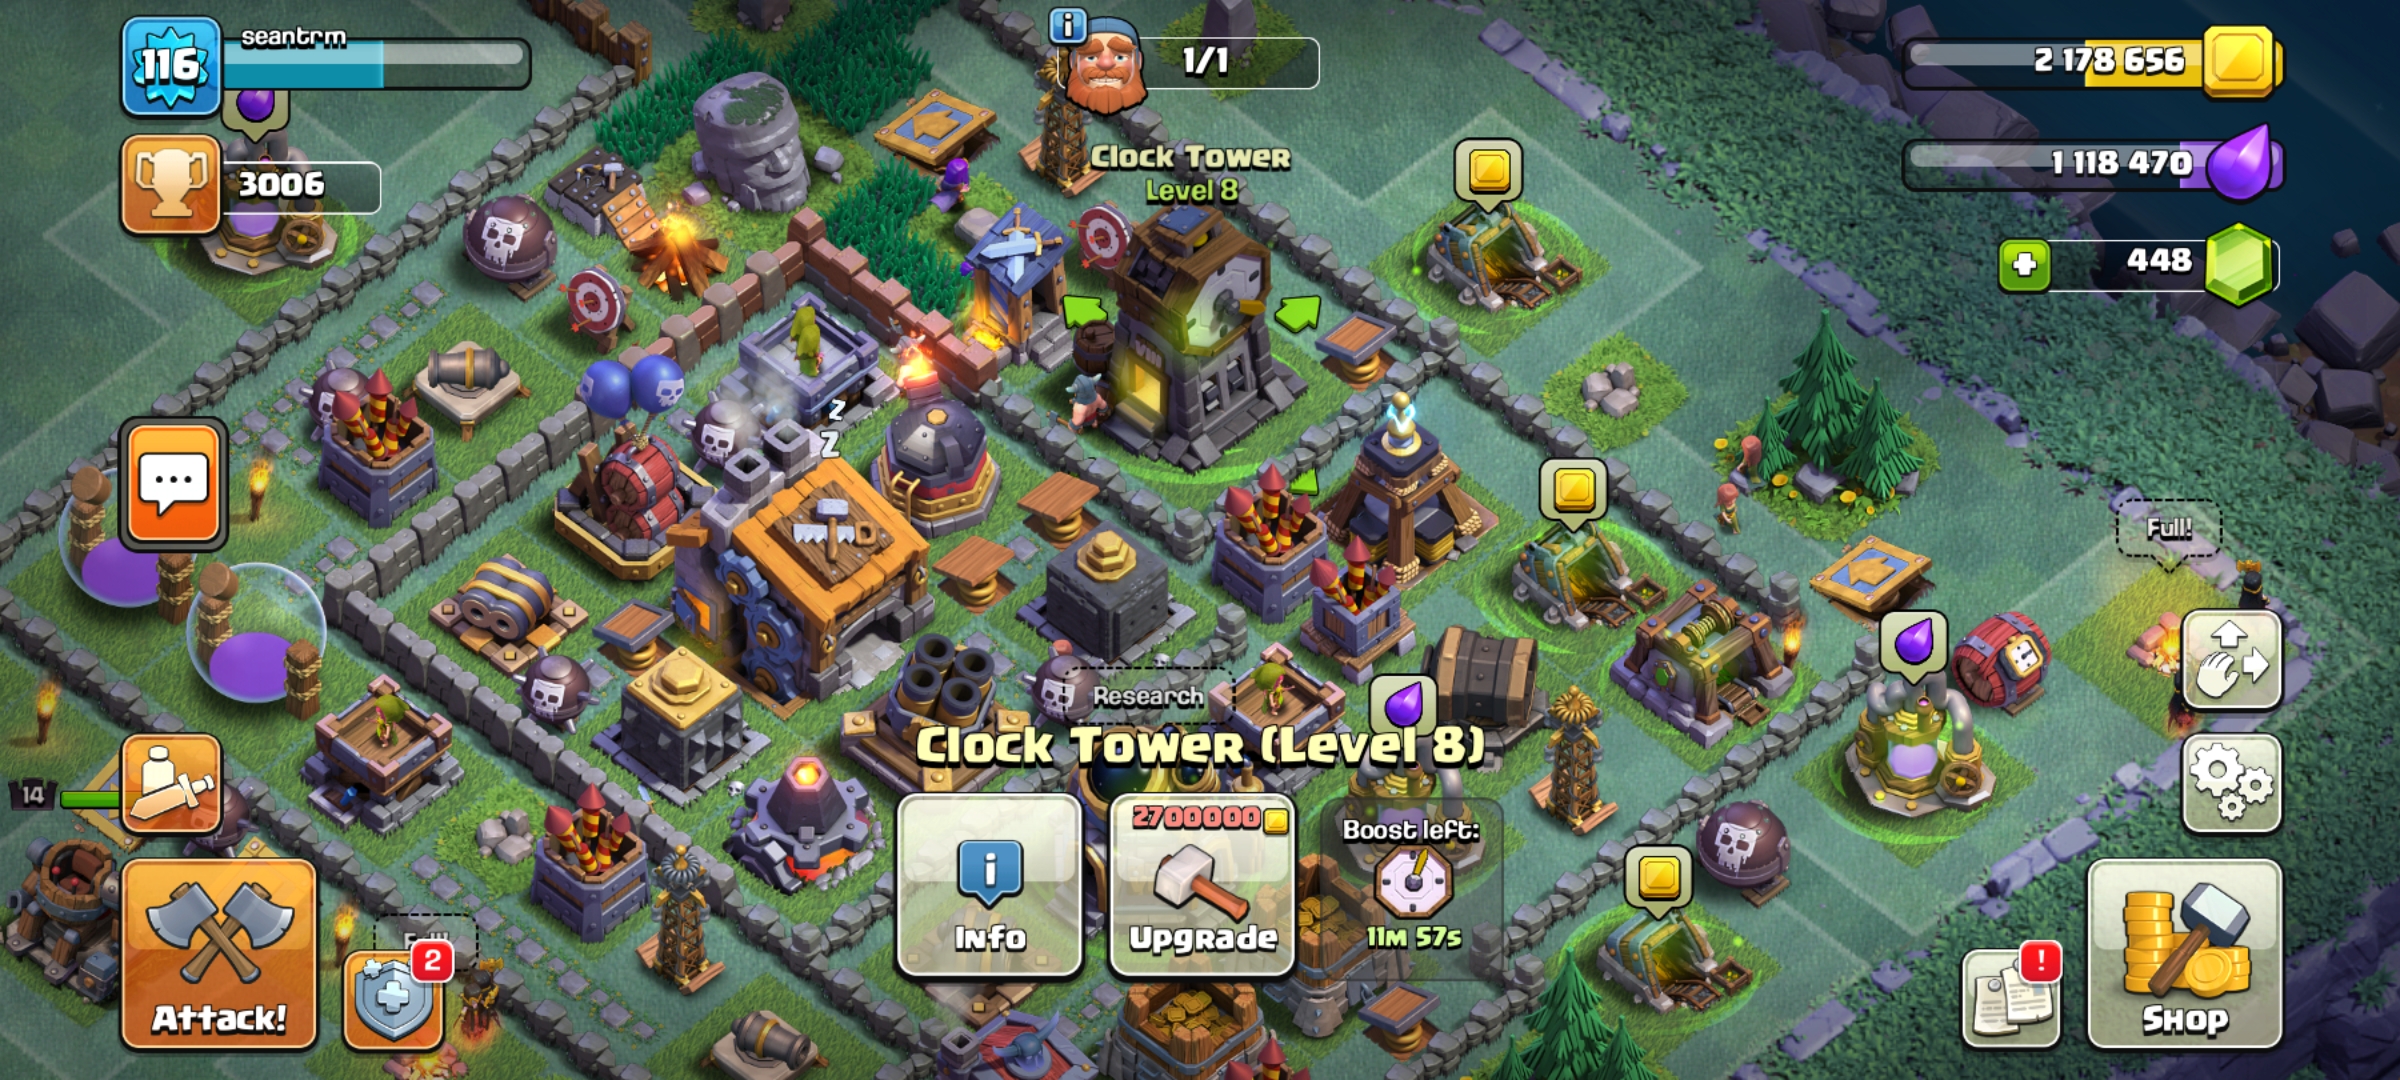 116
seantrm
1/1
2 178 656
Clock Tower
Level 8
1 118 470
3006
448
z
Z
Full!
Research
Clock Tower (Level 8)
14
2700000
Boost left:
Info
Upgrade
11M 57s
2
!
Attack!
Shop